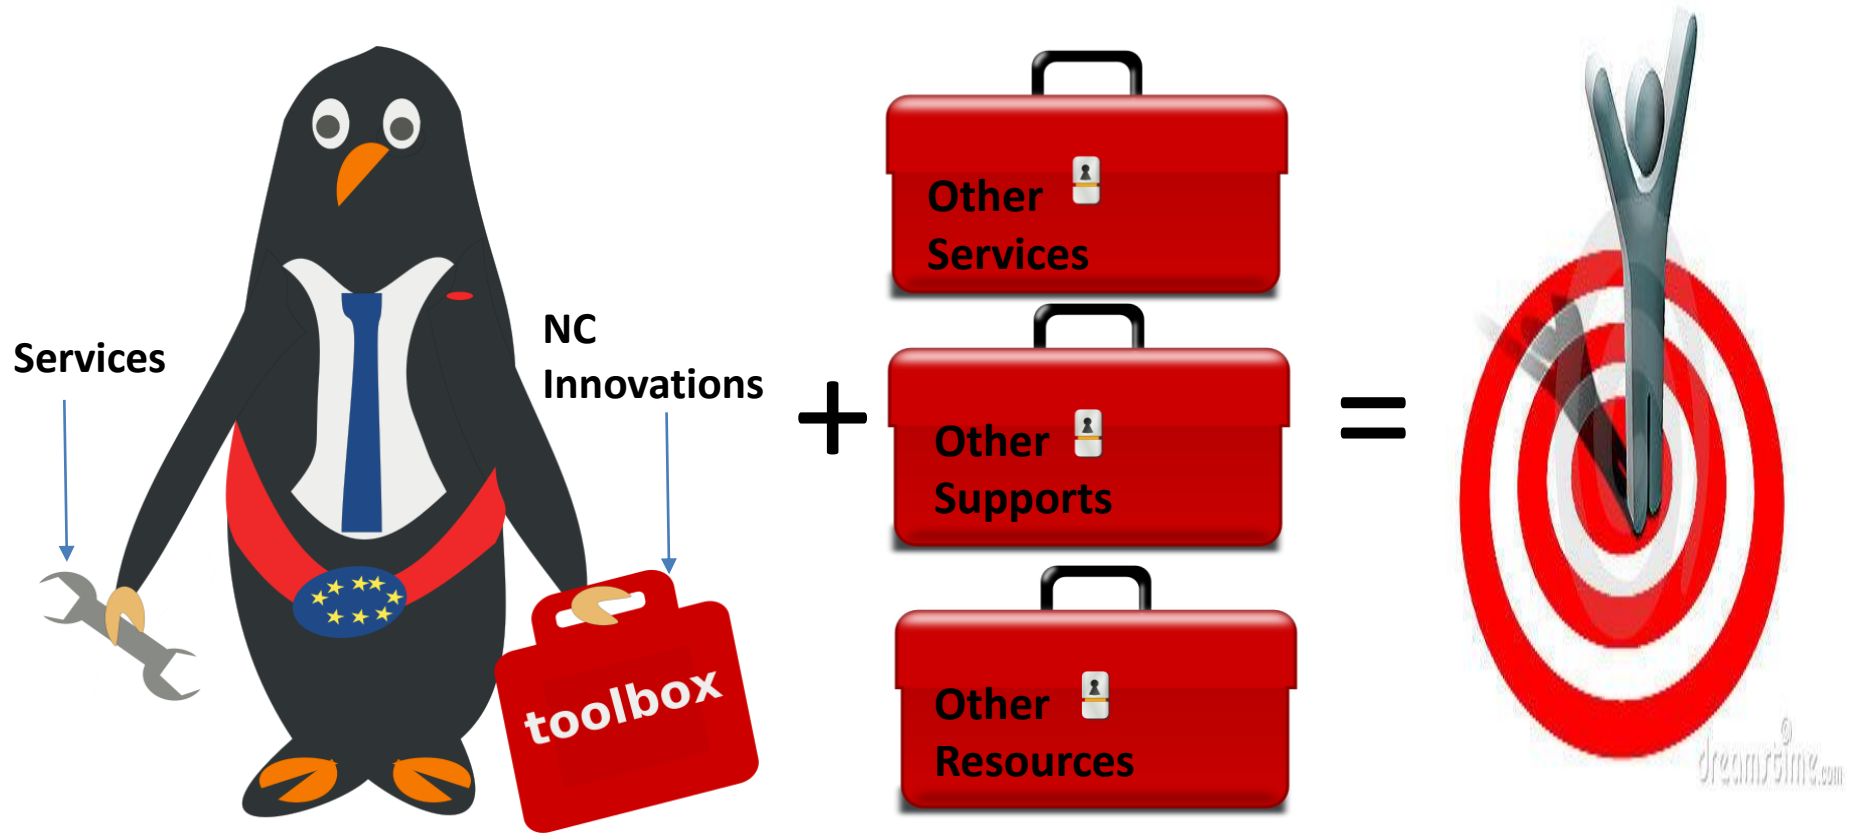 Services
NC
Innovations
toolbox
+
Other
Services
Other
Supports
Other
Resources
=
dreamstime.com